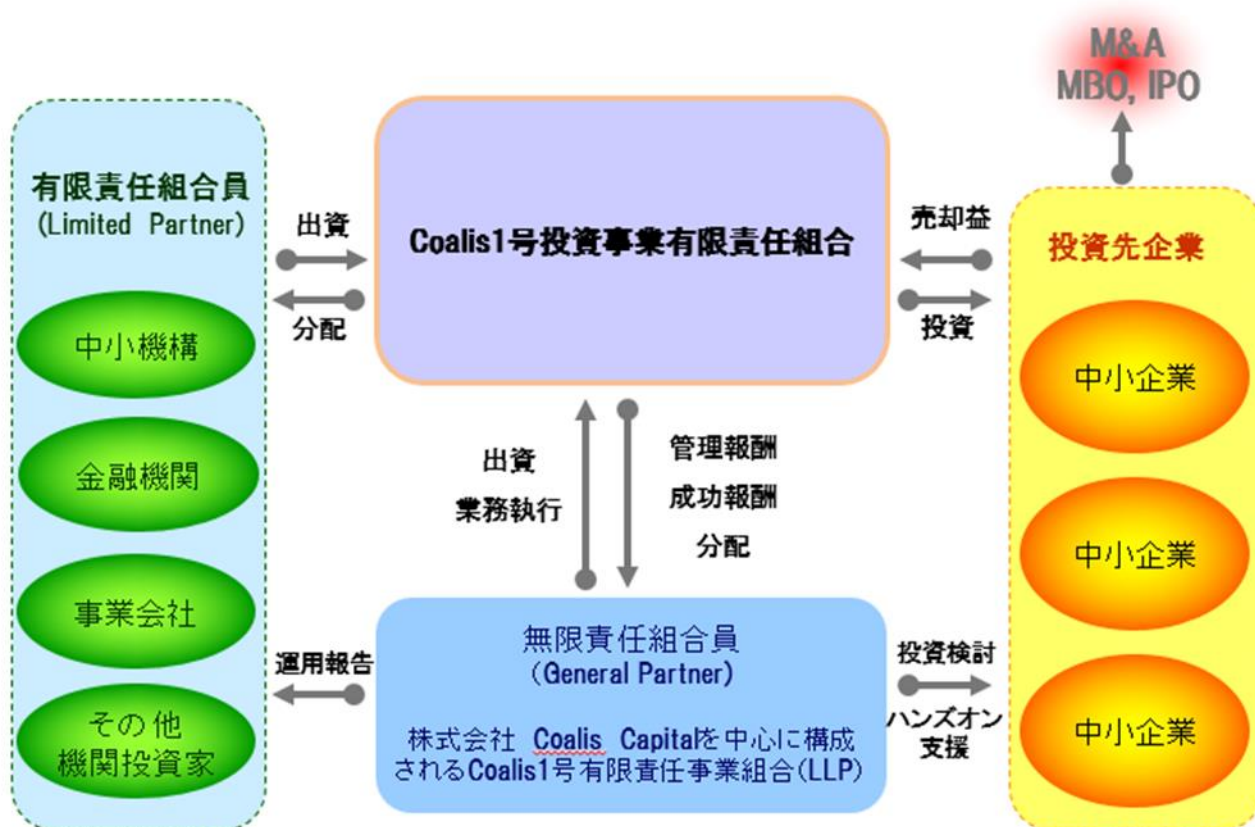 M&A
MBO, IPO
有限責任組合員
(Limited Partner)
中小機構
金融機関
事業会社
その他
機関投資家
出資
分配
Coalis1号投資事業有限責任組合
売却益
投資
投資先企業
中小企業
中小企業
中小企業
出資
業務執行
管理報酬
成功報酬
分配
運用報告
無限責任組合員
(General Partner)
株式会社 Coalis Capitalを中心に構成
されるCoalis1号有限責任事業組合(LLP)
投資検討
ハンズオン
支援